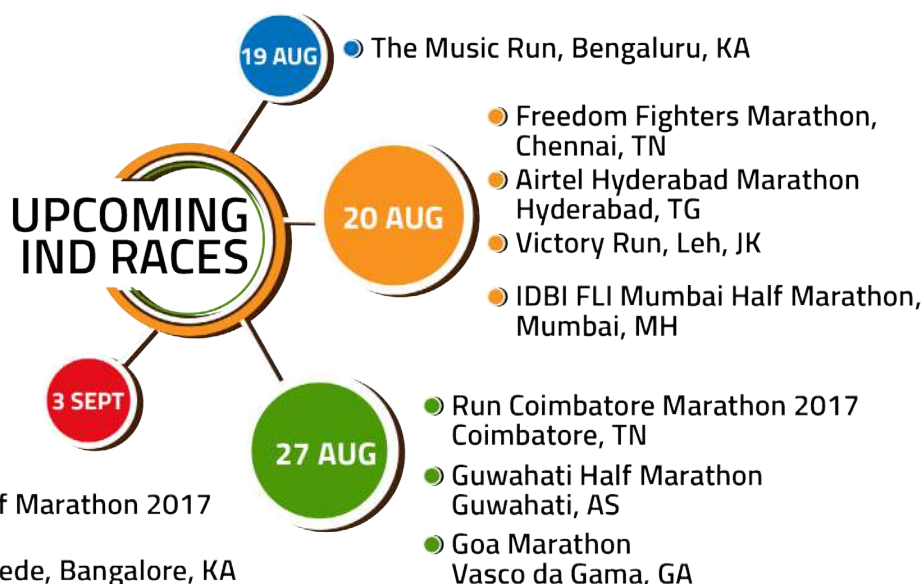 19 AUG
The Music Run, Bengaluru, KA
UPCOMING
IND RACES
20 AUG
Freedom Fighters Marathon,
Chennai, TN
Airtel Hyderabad Marathon
Hyderabad, TG
Victory Run, Leh, JK
IDBI FLI Mumbai Half Marathon,
Mumbai, MH
27 AUG
Run Coimbatore Marathon 2017
Coimbatore, TN
Guwahati Half Marathon
Guwahati, AS
Goa Marathon
Vasco da Gama, GA
3 SEPT
Marathon 2017
Bangalore, KA